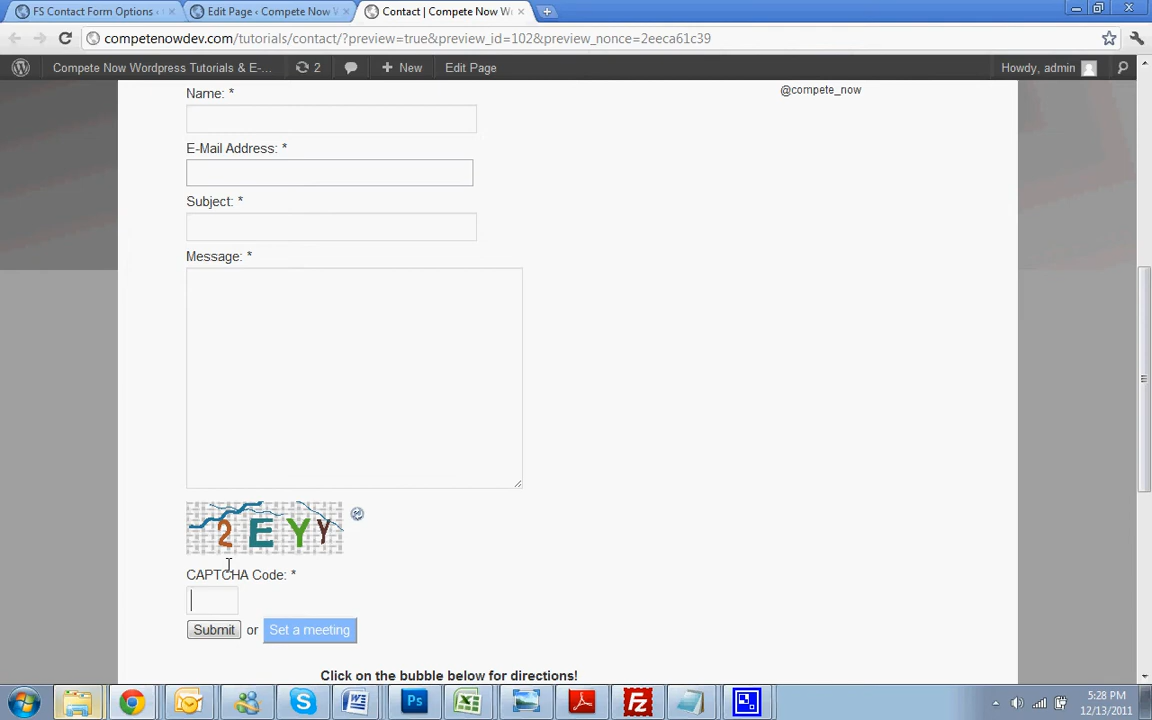 FS Contact Form Options ‹
Edit Page ‹ Compete Now W
Contact | Compete Now Wo
competenowdev.com/tutorials/contact/?preview=true&preview_id=102&preview_nonce=2eeca61c39
Compete Now Wordpress Tutorials & E-... 2 + New Edit Page Howdy, admin
Name: *
@compete_now
E-Mail Address: *
Subject: *
Message: *
2 E Y Y
CAPTCHA Code: *
Submit or Set a meeting
Click on the bubble below for directions!
5:28 PM
12/13/2011